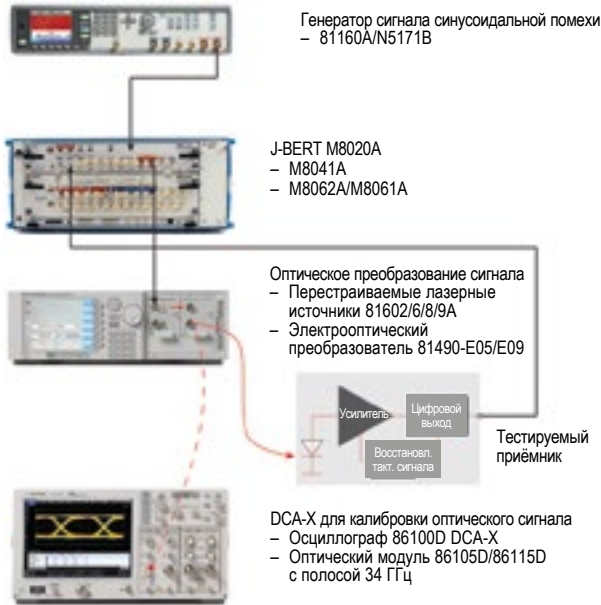 Генератор сигнала синусоидальной помехи
– 81160A/N5171B
J-BERT M8020A
– M8041A
– M8062A/M8061A
Оптическое преобразование сигнала
– Перестраиваемые лазерные
источники 81602/6/8/9A
– Электрооптический
преобразователь 81490-E05/E09
Усилитель
Цифровой
выход
Восстановл.
такт. сигнала
Тестируемый
приёмник
DCA-X для калибровки оптического сигнала
– Осциллограф 86100D DCA-X
– Оптический модуль 86105D/86115D
с полосой 34 ГГц